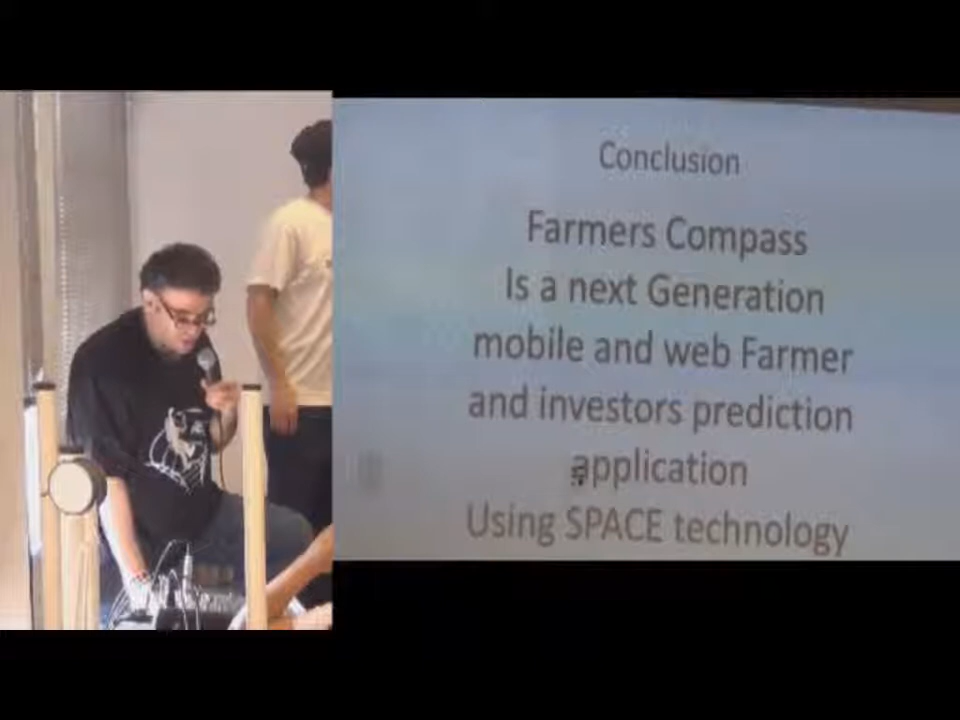 Conclusion
Farmers Compass
Is a next Generation
mobile and web Farmer
and investors prediction
application
Using SPACE technology